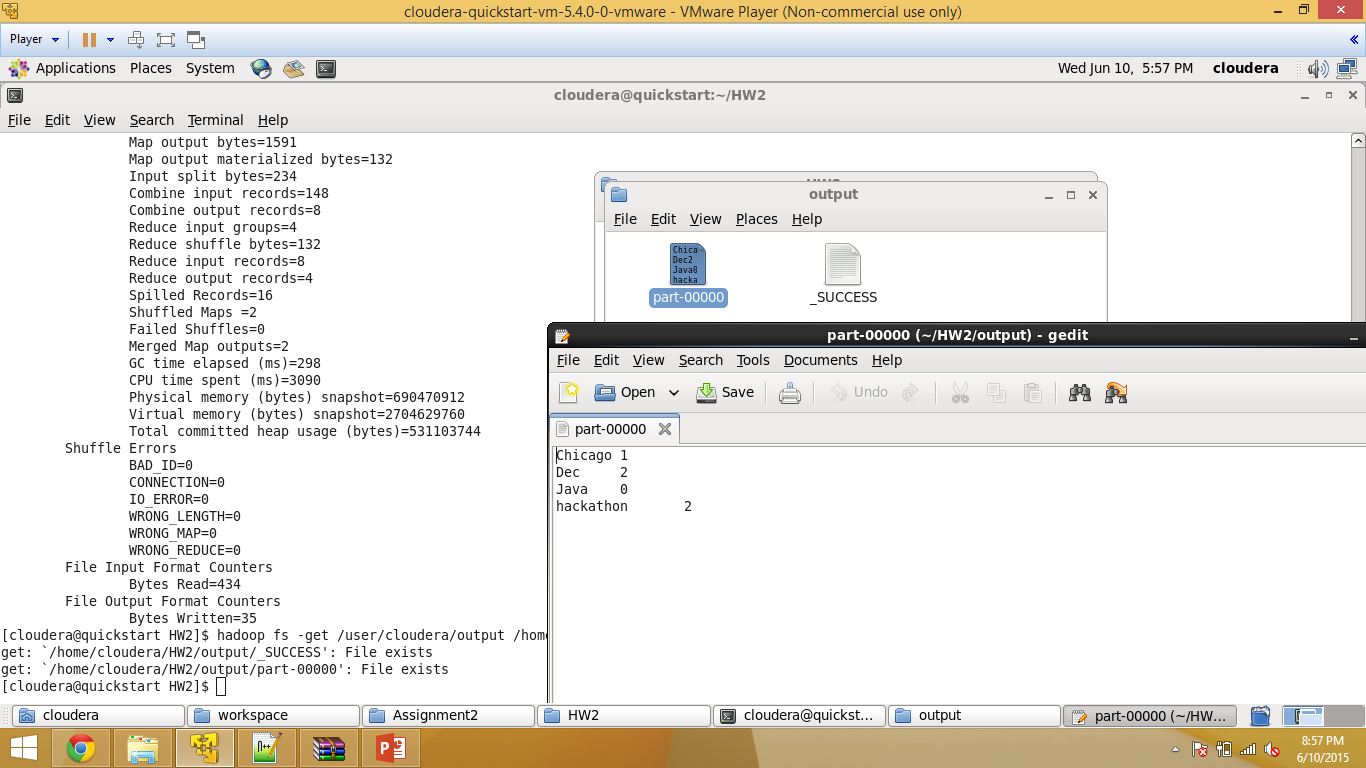 cloudera-quickstart-vm-5.4.0-0-vmware - VMware Player (Non-commercial use only)
Player
Applications Places System Wed Jun 10, 5:57 PM cloudera
cloudera@quickstart:~/HW2
File Edit View Search Terminal Help
Map output bytes=1591
Map output materialized bytes=132
Input split bytes=234
Combine input records=148
Combine output records=8
Reduce input groups=4
Reduce shuffle bytes=132
Reduce input records=8
Reduce output records=4
Spilled Records=16
Shuffled Maps =2
Failed Shuffles=0
Merged Map outputs=2
GC time elapsed (ms)=298
CPU time spent (ms)=3090
Physical memory (bytes) snapshot=690470912
Virtual memory (bytes) snapshot=2704629760
Total committed heap usage (bytes)=531103744
Shuffle Errors
BAD_ID=0
CONNECTION=0
IO_ERROR=0
WRONG_LENGTH=0
WRONG_MAP=0
WRONG_REDUCE=0
File Input Format Counters
Bytes Read=434
File Output Format Counters
Bytes Written=35
[cloudera@quickstart HW2]$ hadoop fs -get /user/cloudera/output /home
get: `/home/cloudera/HW2/output/_SUCCESS': File exists
get: `/home/cloudera/HW2/output/part-00000': File exists
[cloudera@quickstart HW2]$
output
File Edit View Places Help
Chica
Dec2
Java0
hacka
part-00000 _SUCCESS
part-00000 (~/HW2/output) - gedit
File Edit View Search Tools Documents Help
Open Save Undo
part-00000
Chicago 1
Dec 2
Java 0
hackathon 2
cloudera workspace Assignment2 HW2 cloudera@quickst... output part-00000 (~/HW...
8:57 PM
6/10/2015